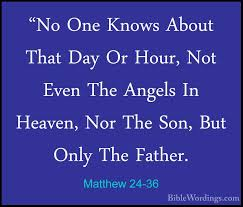 “No One Knows About
That Day Or Hour, Not
Even The Angels In
Heaven, Nor The Son, But
Only The Father.
Matthew 24-36
BibleWordings.com